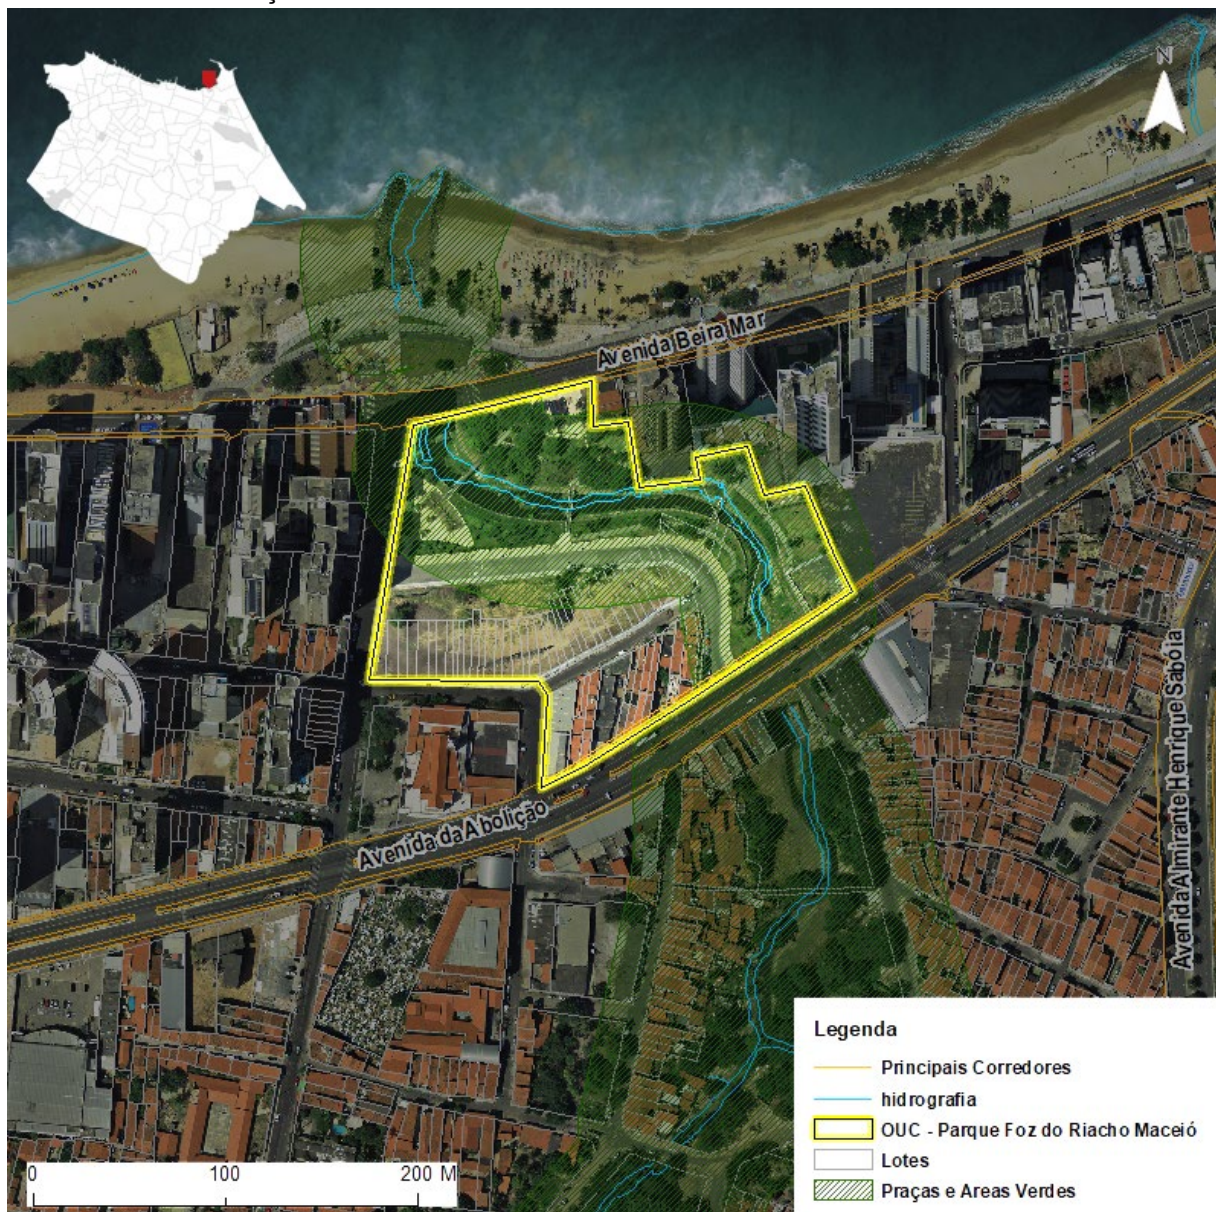 N
Avenida Beira Mar
Avenida da Abolição
Avenida Almirante Henrique Saboia
Legenda
Principais Corredores
hidrografia
OUC - Parque Foz do Riacho Maceió
Lotes
Praças e Areas Verdes
0 100 200 M